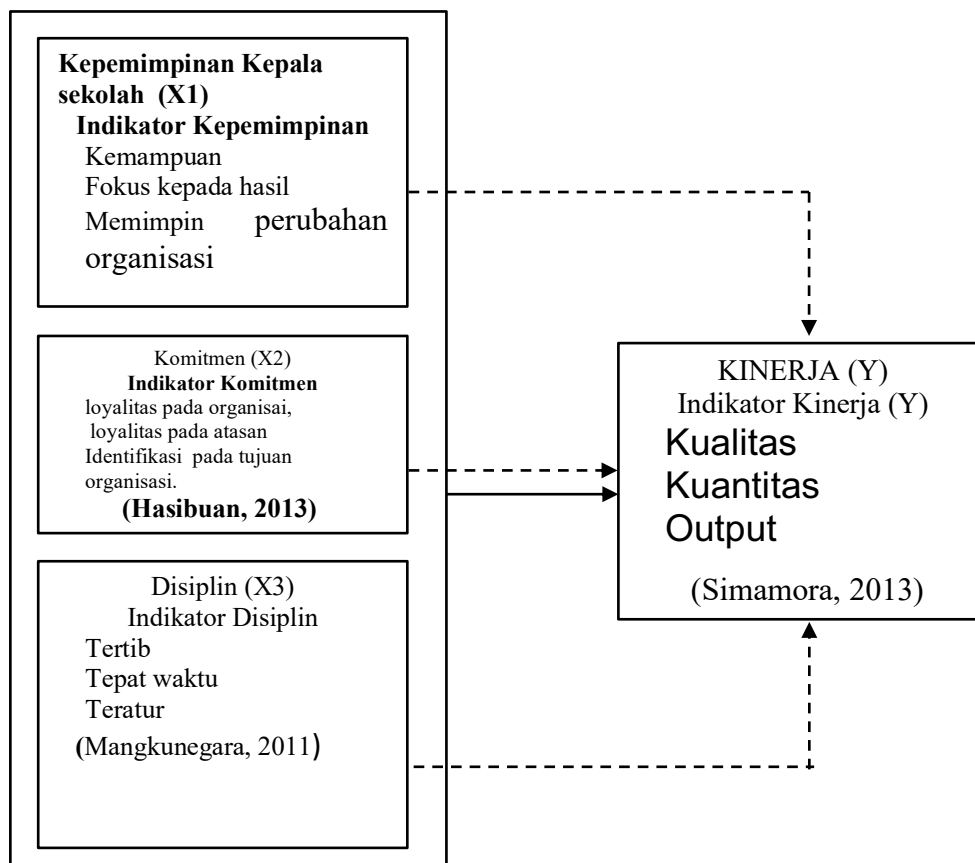 Kepemimpinan Kepala
sekolah (X1)
Indikator Kepemimpinan
Kemampuan
Fokus kepada hasil
Memimpin perubahan
organisasi
Komitmen (X2)
Indikator Komitmen
loyalitas pada organisai,
loyalitas pada atasan
Identifikasi pada tujuan
organisasi.
(Hasibuan, 2013)
Disiplin (X3)
Indikator Disiplin
Tertib
Tepat waktu
Teratur
(Mangkunegara, 2011)
KINERJA (Y)
Indikator Kinerja (Y)
Kualitas
Kuantitas
Output
(Simamora, 2013)